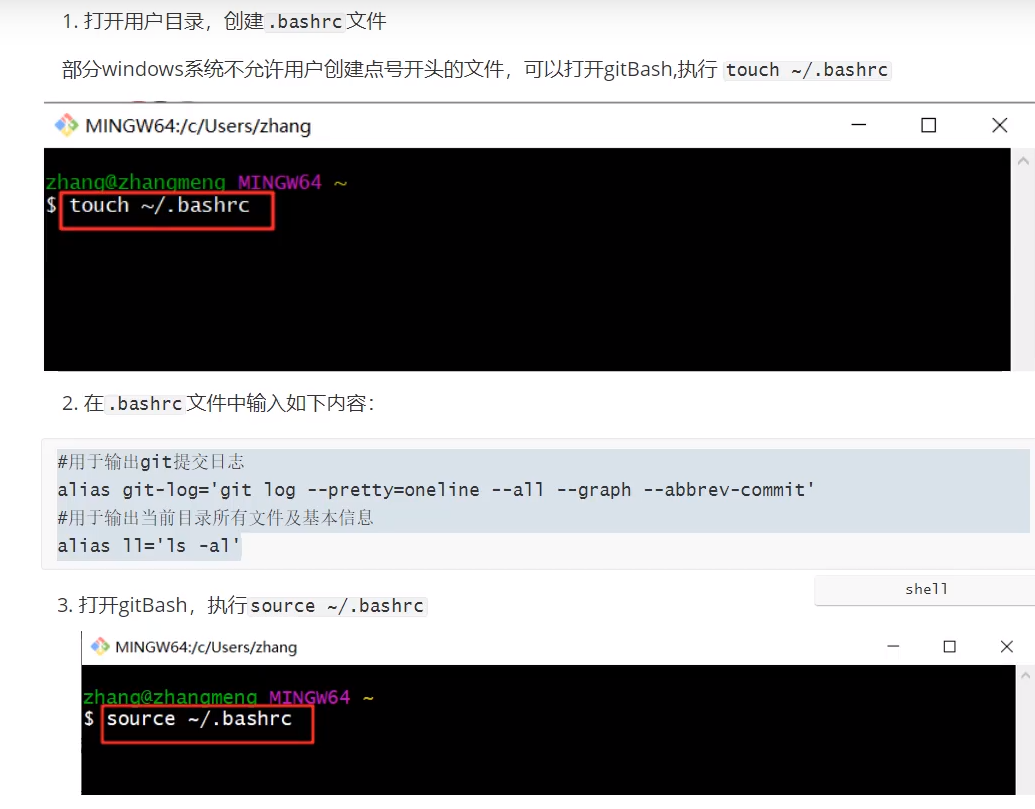 1. 打开用户目录，创建.bashrc文件
部分windows系统不允许用户创建点号开头的文件，可以打开gitBash,执行 touch ~/.bashrc
MINGW64:/c/Users/zhang
zhang@zhangmeng MINGW64 ~
$ touch ~/.bashrc
2. 在.bashrc文件中输入如下内容：
#用于输出git提交日志
alias git-log='git log --pretty=oneline --all --graph --abbrev-commit'
#用于输出当前目录所有文件及基本信息
alias ll='ls -al'
shell
3. 打开gitBash，执行source ~/.bashrc
MINGW64:/c/Users/zhang
zhang@zhangmeng MINGW64 ~
$ source ~/.bashrc